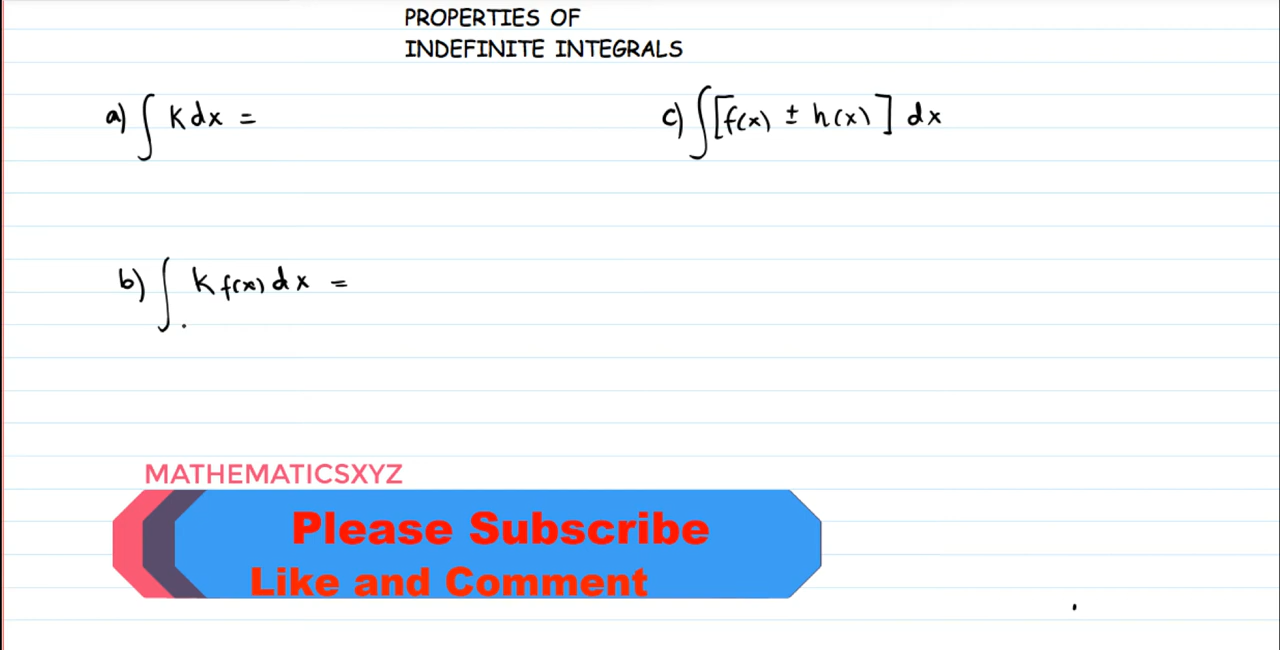 PROPERTIES OF
INDEFINITE INTEGRALS
a) ∫ K dx =
c) ∫ [f(x) ± h(x)] dx
b) ∫ K f(x) dx =
MATHEMATICSXYZ
Please Subscribe
Like and Comment